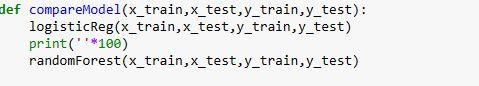 def compareModel(x_train,x_test,y_train,y_test):
    logisticReg(x_train,x_test,y_train,y_test)
    print(''*100)
    randomForest(x_train,x_test,y_train,y_test)